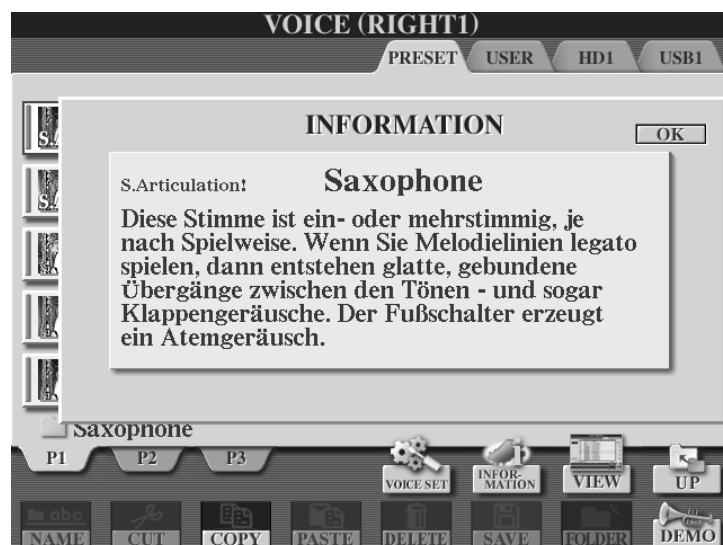 VOICE (RIGHT1)
PRESET USER HD1 USB1
INFORMATION
OK
S.Articulation! Saxophone
Diese Stimme ist ein- oder mehrstimmig, je
nach Spielweise. Wenn Sie Melodielinien legato
spielen, dann entstehen glatte, gebundene
Übergänge zwischen den Tönen - und sogar
Klappengeräusche. Der Fußschalter erzeugt
ein Atemgeräusch.
Saxophone
P1 P2 P3
VOICE SET
INFOR-
MATION
VIEW
UP
abc
NAME CUT COPY PASTE DELETE SAVE FOLDER DEMO